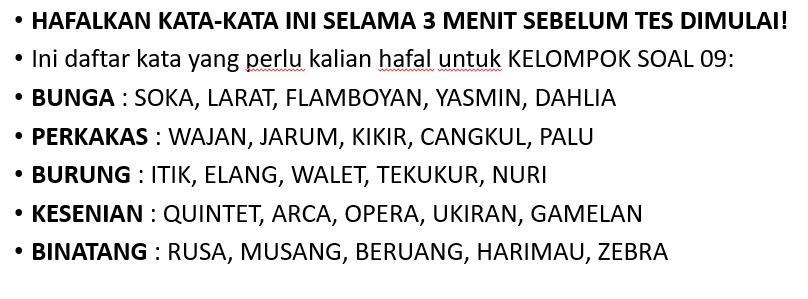 • HAFALKAN KATA-KATA INI SELAMA 3 MENIT SEBELUM TES DIMULAI!
• Ini daftar kata yang perlu kalian hafal untuk KELOMPOK SOAL 09:
• BUNGA : SOKA, LARAT, FLAMBOYAN, YASMIN, DAHLIA
• PERKAKAS : WAJAN, JARUM, KIKIR, CANGKUL, PALU
• BURUNG : ITIK, ELANG, WALET, TEKUKUR, NURI
• KESENIAN : QUINTET, ARCA, OPERA, UKIRAN, GAMELAN
• BINATANG : RUSA, MUSANG, BERUANG, HARIMAU, ZEBRA